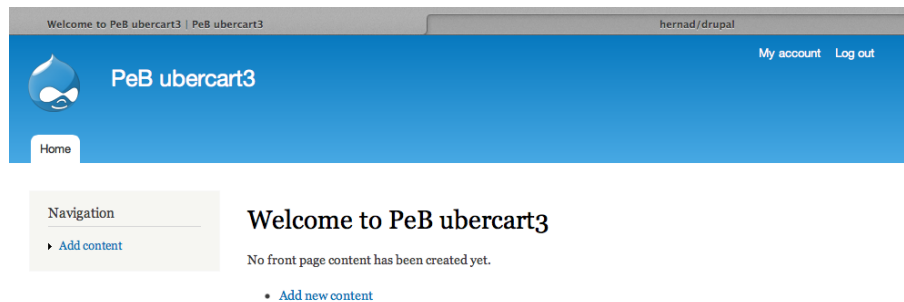 Welcome to PeB ubercart3 | PeB ubercart3
hernad/drupal
My account Log out
PeB ubercart3
Home
Navigation
Add content
Welcome to PeB ubercart3
No front page content has been created yet.
Add new content